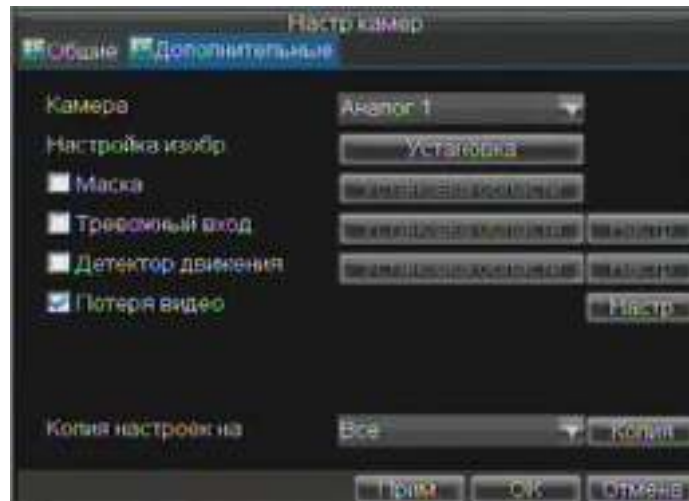 Настр камер
Общие Дополнительные
Камера Аналог 1
Настройка изобр. Установка
Маска
Тревожный вход
Детектор движения
Потеря видео Настр
Копия настроек на Все Копия
Прим ОК Отмена